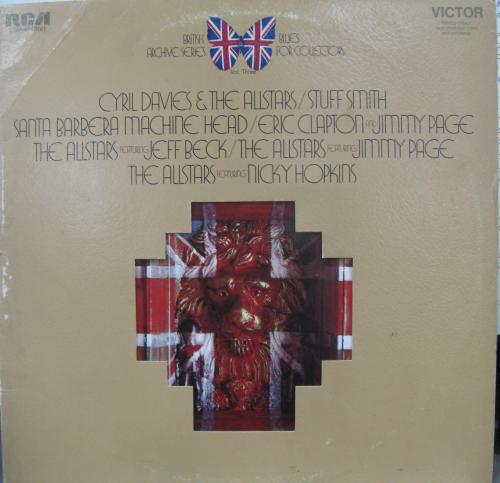 RCA
VICTOR
BRITISH BLUES
ARCHIVE SERIES FOR COLLECTORS
Vol. Three
CYRIL DAVIES & THE ALLSTARS/STUFF SMITH
SANTA BARBERA MACHINE HEAD/ERIC CLAPTON AND JIMMY PAGE
THE ALLSTARS FEATURING JEFF BECK/THE ALLSTARS FEATURING JIMMY PAGE
THE ALLSTARS FEATURING NICKY HOPKINS